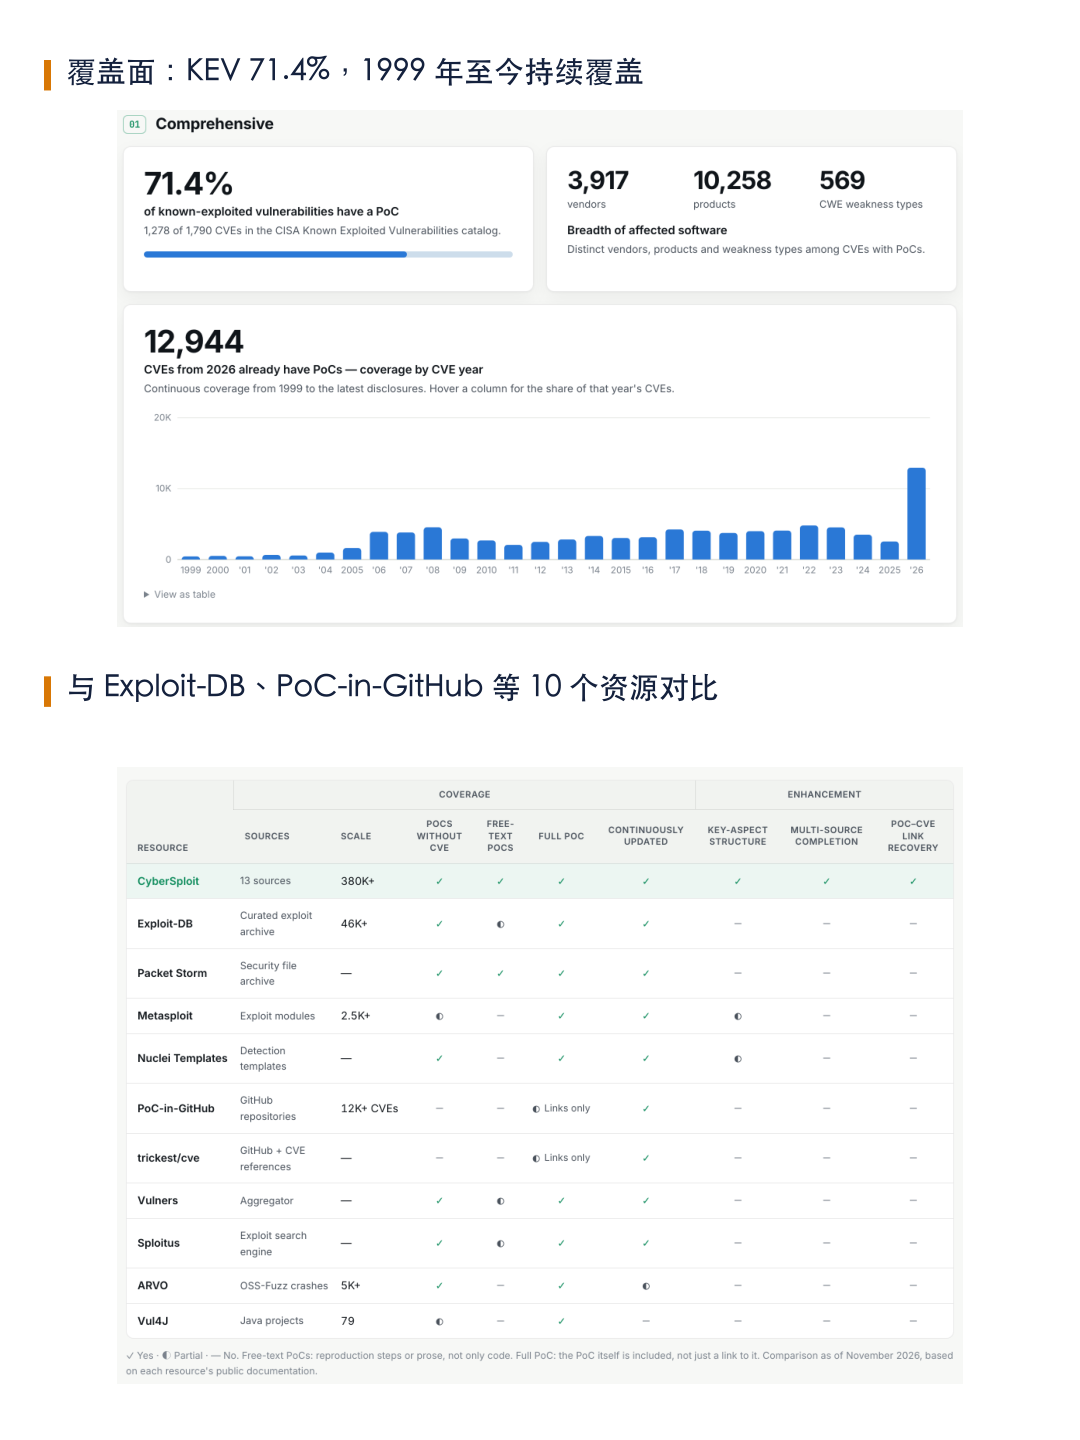 覆盖面：KEV 71.4%，1999 年至今持续覆盖
01 Comprehensive
71.4%
of known-exploited vulnerabilities have a PoC
1,278 of 1,790 CVEs in the CISA Known Exploited Vulnerabilities catalog.
3,917 10,258 569
vendors products CWE weakness types
Breadth of affected software
Distinct vendors, products and weakness types among CVEs with PoCs.
12,944
CVEs from 2026 already have PoCs — coverage by CVE year
Continuous coverage from 1999 to the latest disclosures. Hover a column for the share of that year's CVEs.
20K
10K
0
1999 2000 '01 '02 '03 '04 2005 '06 '07 '08 '09 2010 '11 '12 '13 '14 2015 '16 '17 '18 '19 2020 '21 '22 '23 '24 2025 '26
▶ View as table
与 Exploit-DB、PoC-in-GitHub 等 10 个资源对比
COVERAGE ENHANCEMENT
RESOURCE SOURCES SCALE POCS WITHOUT CVE FREE-TEXT POCS FULL POC CONTINUOUSLY UPDATED KEY-ASPECT STRUCTURE MULTI-SOURCE COMPLETION POC–CVE LINK RECOVERY
CyberSploit 13 sources 380K+ ✓ ✓ ✓ ✓ ✓ ✓ ✓
Exploit-DB Curated exploit archive 46K+ ✓ ◐ ✓ ✓ — — —
Packet Storm Security file archive — ✓ ✓ ✓ ✓ — — —
Metasploit Exploit modules 2.5K+ ◐ — ✓ ✓ ◐ — —
Nuclei Templates Detection templates — ✓ — ✓ ✓ ◐ — —
PoC-in-GitHub GitHub repositories 12K+ CVEs — — ◐ Links only ✓ — — —
trickest/cve GitHub + CVE references — — — ◐ Links only ✓ — — —
Vulners Aggregator — ✓ ◐ ✓ ✓ — — —
Sploitus Exploit search engine — ✓ ◐ ✓ ✓ — — —
ARVO OSS-Fuzz crashes 5K+ ✓ — ✓ ◐ — — —
Vul4J Java projects 79 ◐ — ✓ — — — —
✓ Yes · ◐ Partial · — No. Free-text PoCs: reproduction steps or prose, not only code. Full PoC: the PoC itself is included, not just a link to it. Comparison as of November 2026, based
on each resource's public documentation.